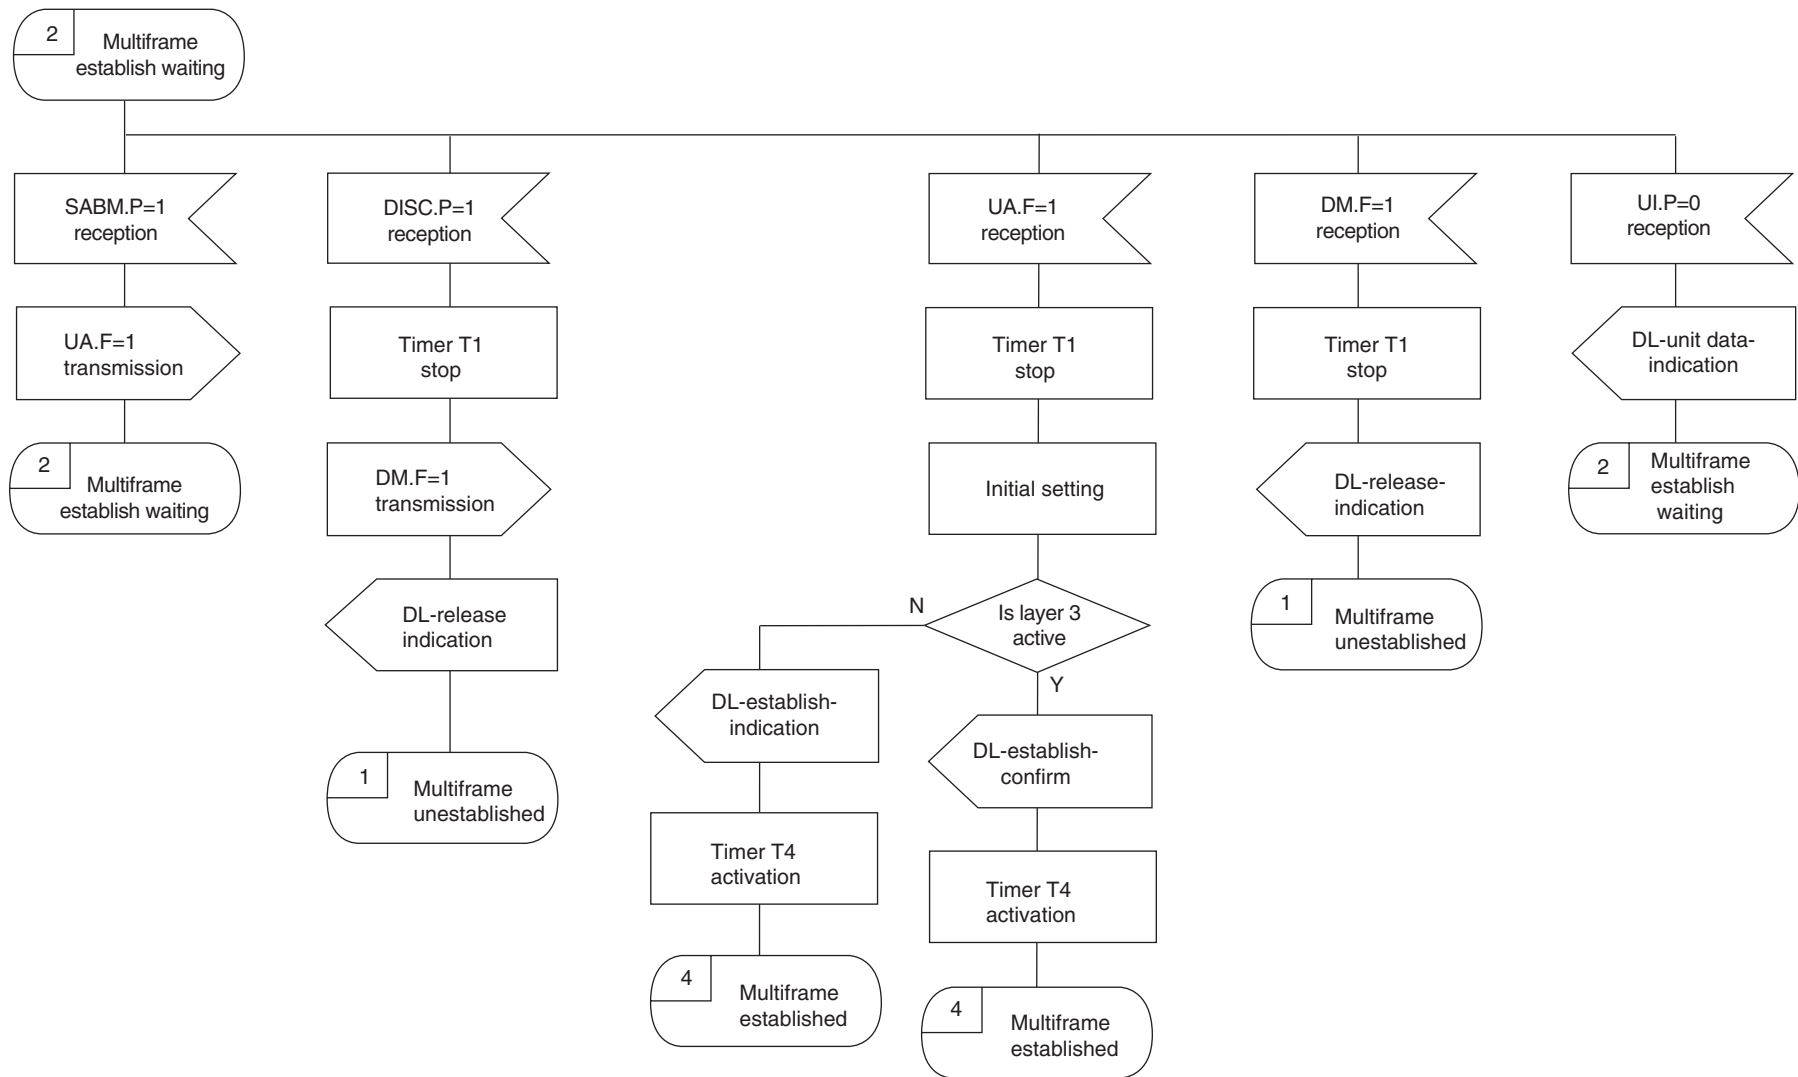 2
Multiframe
establish waiting
SABM.P=1
reception
UA.F=1
transmission
2
Multiframe
establish waiting
DISC.P=1
reception
Timer T1
stop
DM.F=1
transmission
DL-release
indication
1
Multiframe
unestablished
UA.F=1
reception
Timer T1
stop
Initial setting
Is layer 3
active
N
DL-establish-
indication
Timer T4
activation
4
Multiframe
established
Y
DL-establish-
confirm
Timer T4
activation
4
Multiframe
established
DM.F=1
reception
Timer T1
stop
DL-release-
indication
1
Multiframe
unestablished
UI.P=0
reception
DL-unit data-
indication
2
Multiframe
establish
waiting